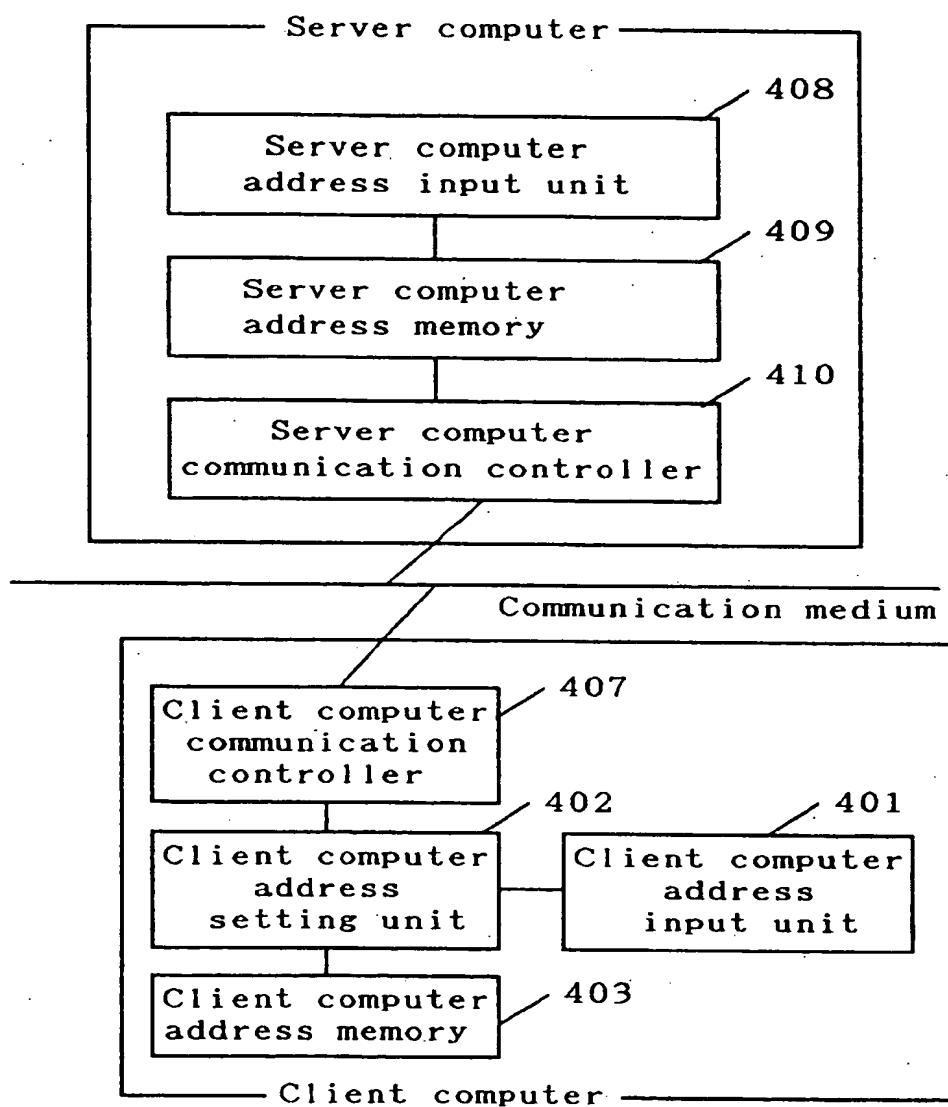 Server computer
408
Server computer
address input unit
409
Server computer
address memory
410
Server computer
communication controller
Communication medium
407
Client computer
communication
controller
402
Client computer
address
setting unit
401
Client computer
address
input unit
403
Client computer
address memory
Client computer